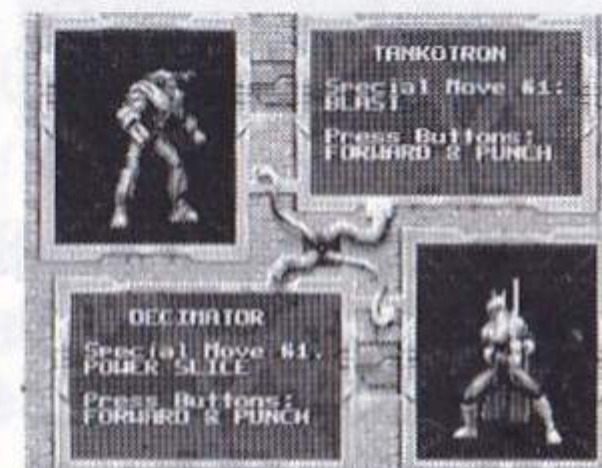 TANKOTRON
Special Move #1:
BLAST
Press Buttons:
FORWARD & PUNCH
DECIMATOR
Special Move #1.
POWER SLICE
Press Buttons:
FORWARD & PUNCH